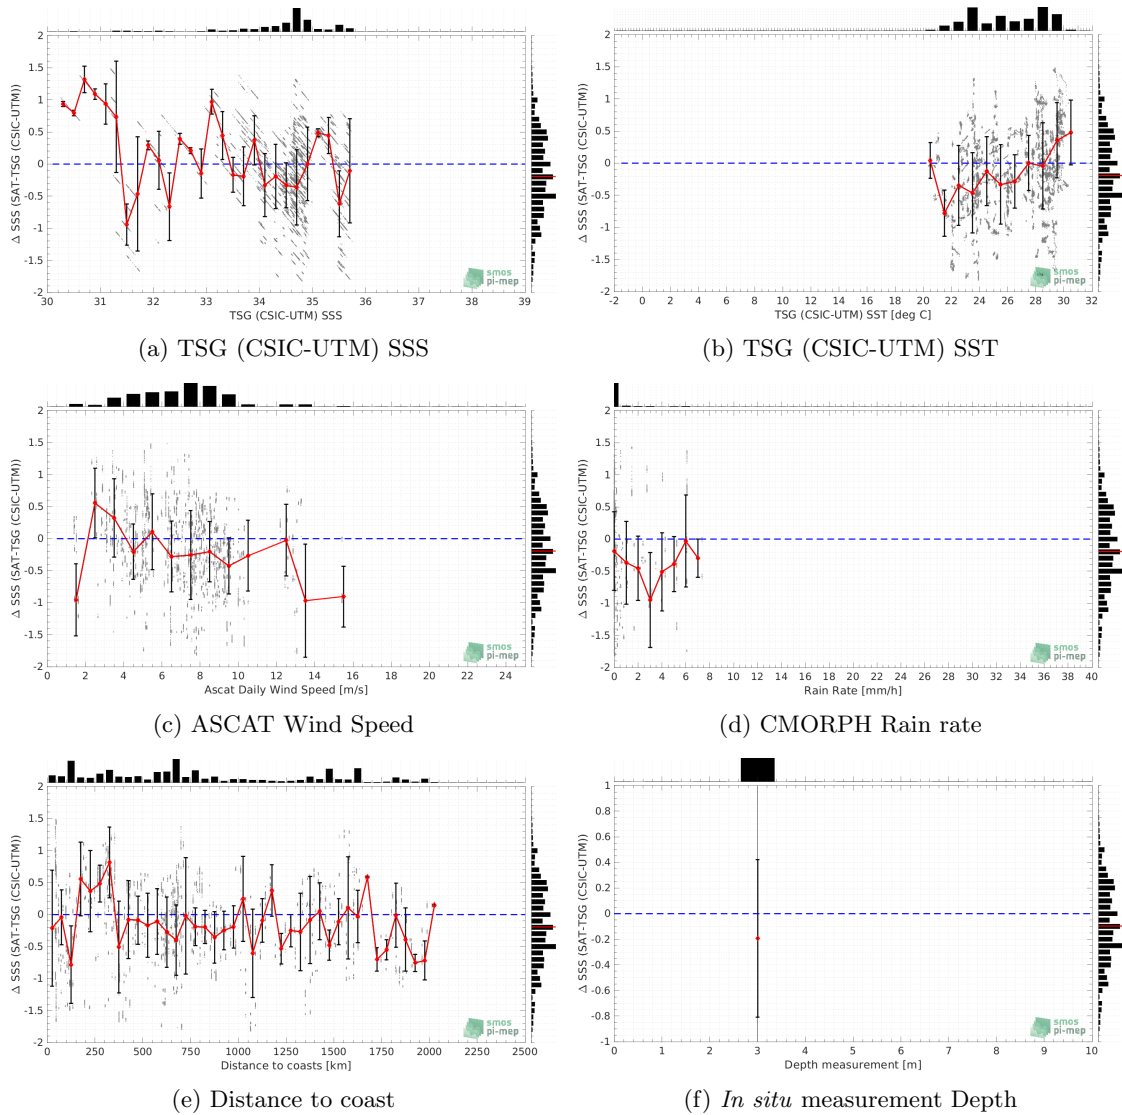 2
1.5
1
0.5
0
-0.5
-1
-1.5
-2
Δ SSS (SAT-TSG (CSIC-UTM))
30 31 32 33 34 35 36 37 38 39
TSG (CSIC-UTM) SSS
smos
pi-mep
(a) TSG (CSIC-UTM) SSS
2
1.5
1
0.5
0
-0.5
-1
-1.5
-2
Δ SSS (SAT-TSG (CSIC-UTM))
-2 0 2 4 6 8 10 12 14 16 18 20 22 24 26 28 30 32
TSG (CSIC-UTM) SST [deg C]
smos
pi-mep
(b) TSG (CSIC-UTM) SST
2
1.5
1
0.5
0
-0.5
-1
-1.5
-2
Δ SSS (SAT-TSG (CSIC-UTM))
0 2 4 6 8 10 12 14 16 18 20 22 24
Ascat Daily Wind Speed [m/s]
smos
pi-mep
(c) ASCAT Wind Speed
2
1.5
1
0.5
0
-0.5
-1
-1.5
-2
Δ SSS (SAT-TSG (CSIC-UTM))
0 2 4 6 8 10 12 14 16 18 20 22 24 26 28 30 32 34 36 38 40
Rain Rate [mm/h]
smos
pi-mep
(d) CMORPH Rain rate
2
1.5
1
0.5
0
-0.5
-1
-1.5
-2
Δ SSS (SAT-TSG (CSIC-UTM))
0 250 500 750 1000 1250 1500 1750 2000 2250 2500
Distance to coasts [km]
smos
pi-mep
(e) Distance to coast
1
0.8
0.6
0.4
0.2
0
-0.2
-0.4
-0.6
-0.8
-1
Δ SSS (SAT-TSG (CSIC-UTM))
0 1 2 3 4 5 6 7 8 9 10
Depth measurement [m]
smos
pi-mep
(f) In situ measurement Depth